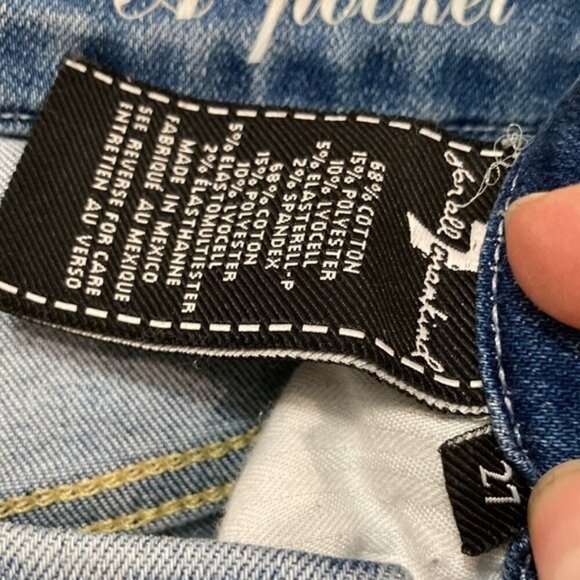 A' pocket
7
for all mankind
68% COTTON
15% POLYESTER
10% LYOCELL
5% ELASTERELL-P
2% SPANDEX
68% COTON
15% POLYESTER
10% LYOCELL
5% ELASTOMULTIESTER
2% ELASTHANNE
MADE IN MEXICO
FABRIQUÉ AU MEXIQUE
SEE REVERSE FOR CARE
ENTRETIEN AU VERSO
27